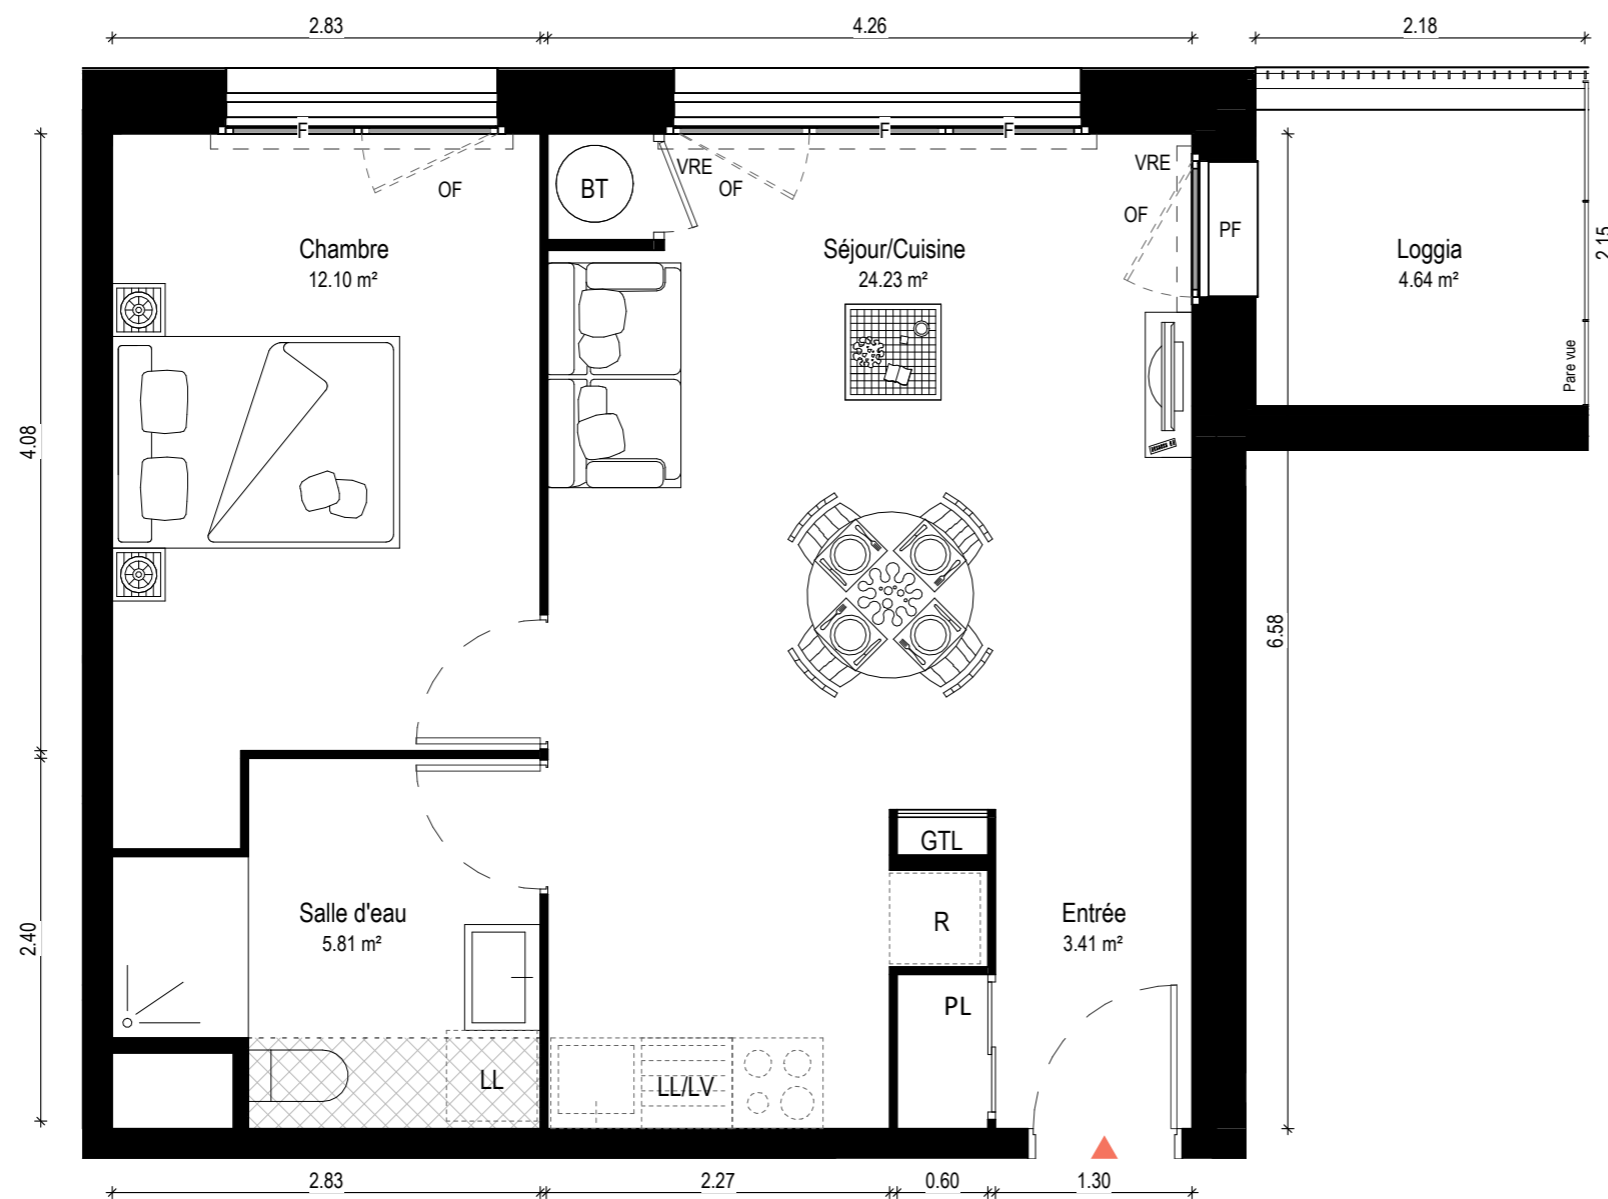 2.83
4.26
2.18
F
F
F
OF
BT
VRE
OF
VRE
OF
PF
Chambre
12.10 m²
Séjour/Cuisine
24.23 m²
Loggia
4.64 m²
2.15
Pare vue
4.08
6.58
GTL
R
PL
Salle d'eau
5.81 m²
Entrée
3.41 m²
2.40
LL
LL/LV
2.83
2.27
0.60
1.30